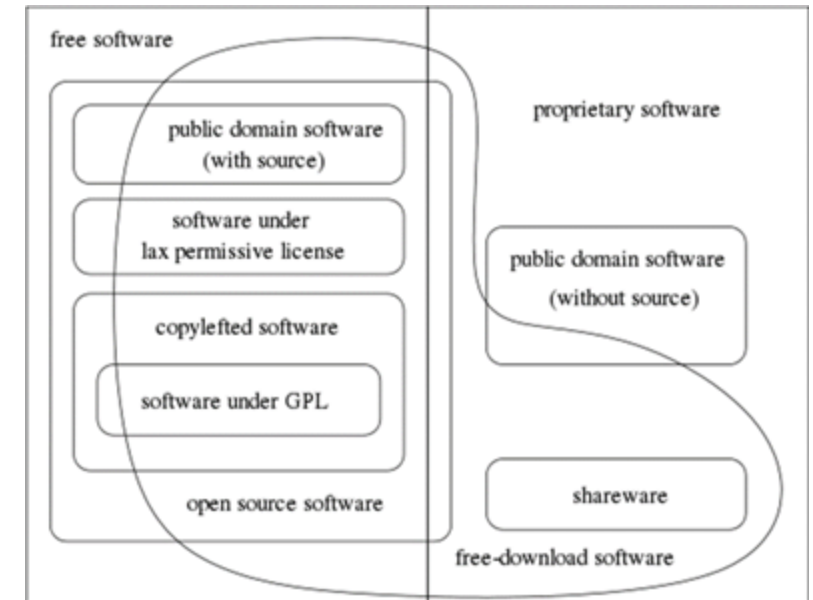 free software
proprietary software
public domain software
(with source)
software under
lax permissive license
public domain software
(without source)
copylefted software
software under GPL
open source software
shareware
free-download software